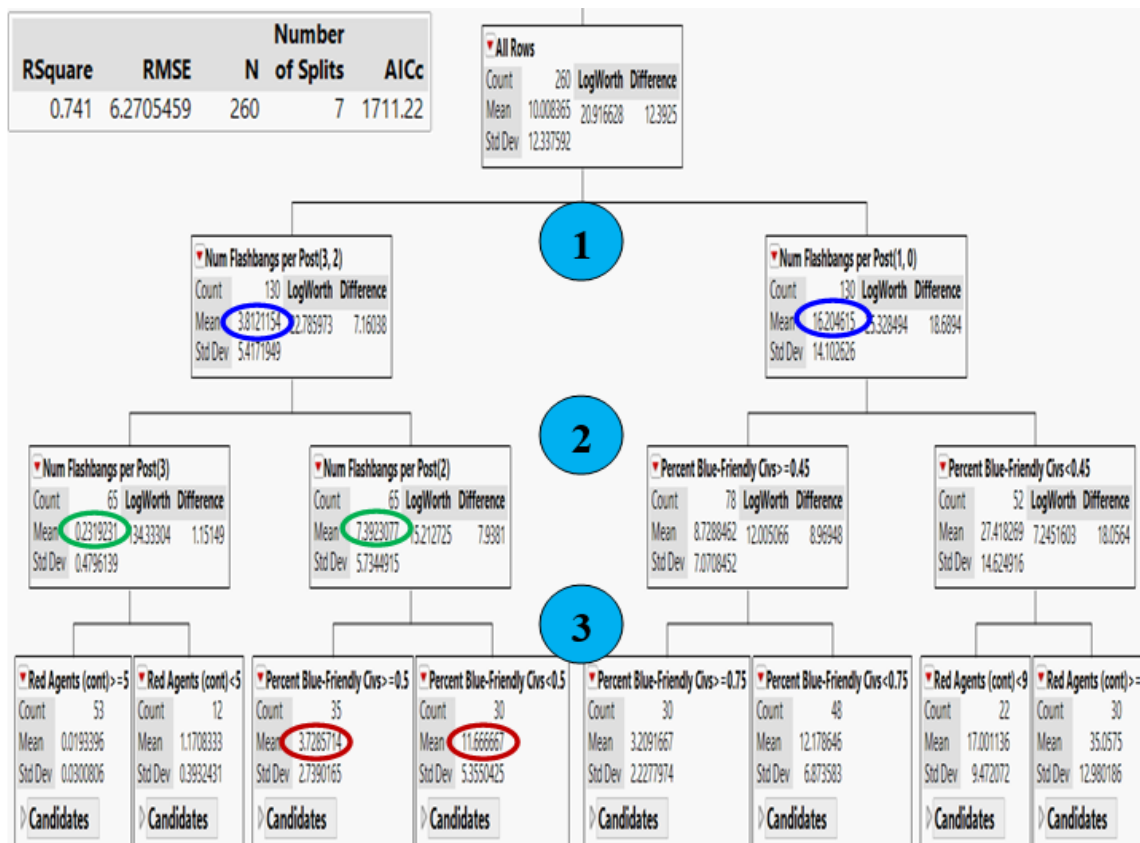 Number
RSquare RMSE N of Splits AICc
0.741 6.2705459 260 7 1711.22
All Rows
Count 260 LogWorth Difference
Mean 10.008365 20.916628 12.3925
Std Dev 12.337592
1
Num Flashbangs per Post(3, 2)
Count 130 LogWorth Difference
Mean 3.8121154 22.785973 7.16038
Std Dev 5.4171949
Num Flashbangs per Post(1, 0)
Count 130 LogWorth Difference
Mean 16.204615 18.6894
Std Dev 14.102626
2
Num Flashbangs per Post(3)
Count 65 LogWorth Difference
Mean 0.2319231 134.33304 1.15149
Std Dev 0.4796139
Num Flashbangs per Post(2)
Count 65 LogWorth Difference
Mean 7.3923077 7.9381
Std Dev 5.7344915
Percent Blue-Friendly Civs>=0.45
Count 78 LogWorth Difference
Mean 8.7288462 12.005066 8.96948
Std Dev 7.0708452
Percent Blue-Friendly Civs<0.45
Count 52 LogWorth Difference
Mean 27.418269 7.2451603 18.0564
Std Dev 14.624916
3
Red Agents (cont)>=5
Count 53
Mean 0.0193396
Std Dev 0.0300806
Candidates
Red Agents (cont)<5
Count 12
Mean 1.1708333
Std Dev 0.3932431
Candidates
Percent Blue-Friendly Civs>=0.5
Count 35
Mean 3.7285714
Std Dev 2.7390165
Candidates
Percent Blue-Friendly Civs<0.5
Count 30
Mean 11.666667
Std Dev 5.3550425
Candidates
Percent Blue-Friendly Civs>=0.75
Count 30
Mean 3.2091667
Std Dev 2.2277974
Candidates
Percent Blue-Friendly Civs<0.75
Count 48
Mean 12.178646
Std Dev 6.873583
Candidates
Red Agents (cont)<9
Count 22
Mean 17.001136
Std Dev 9.472072
Candidates
Red Agents (cont)>=
Count 30
Mean 35.0575
Std Dev 12.980186
Candidates